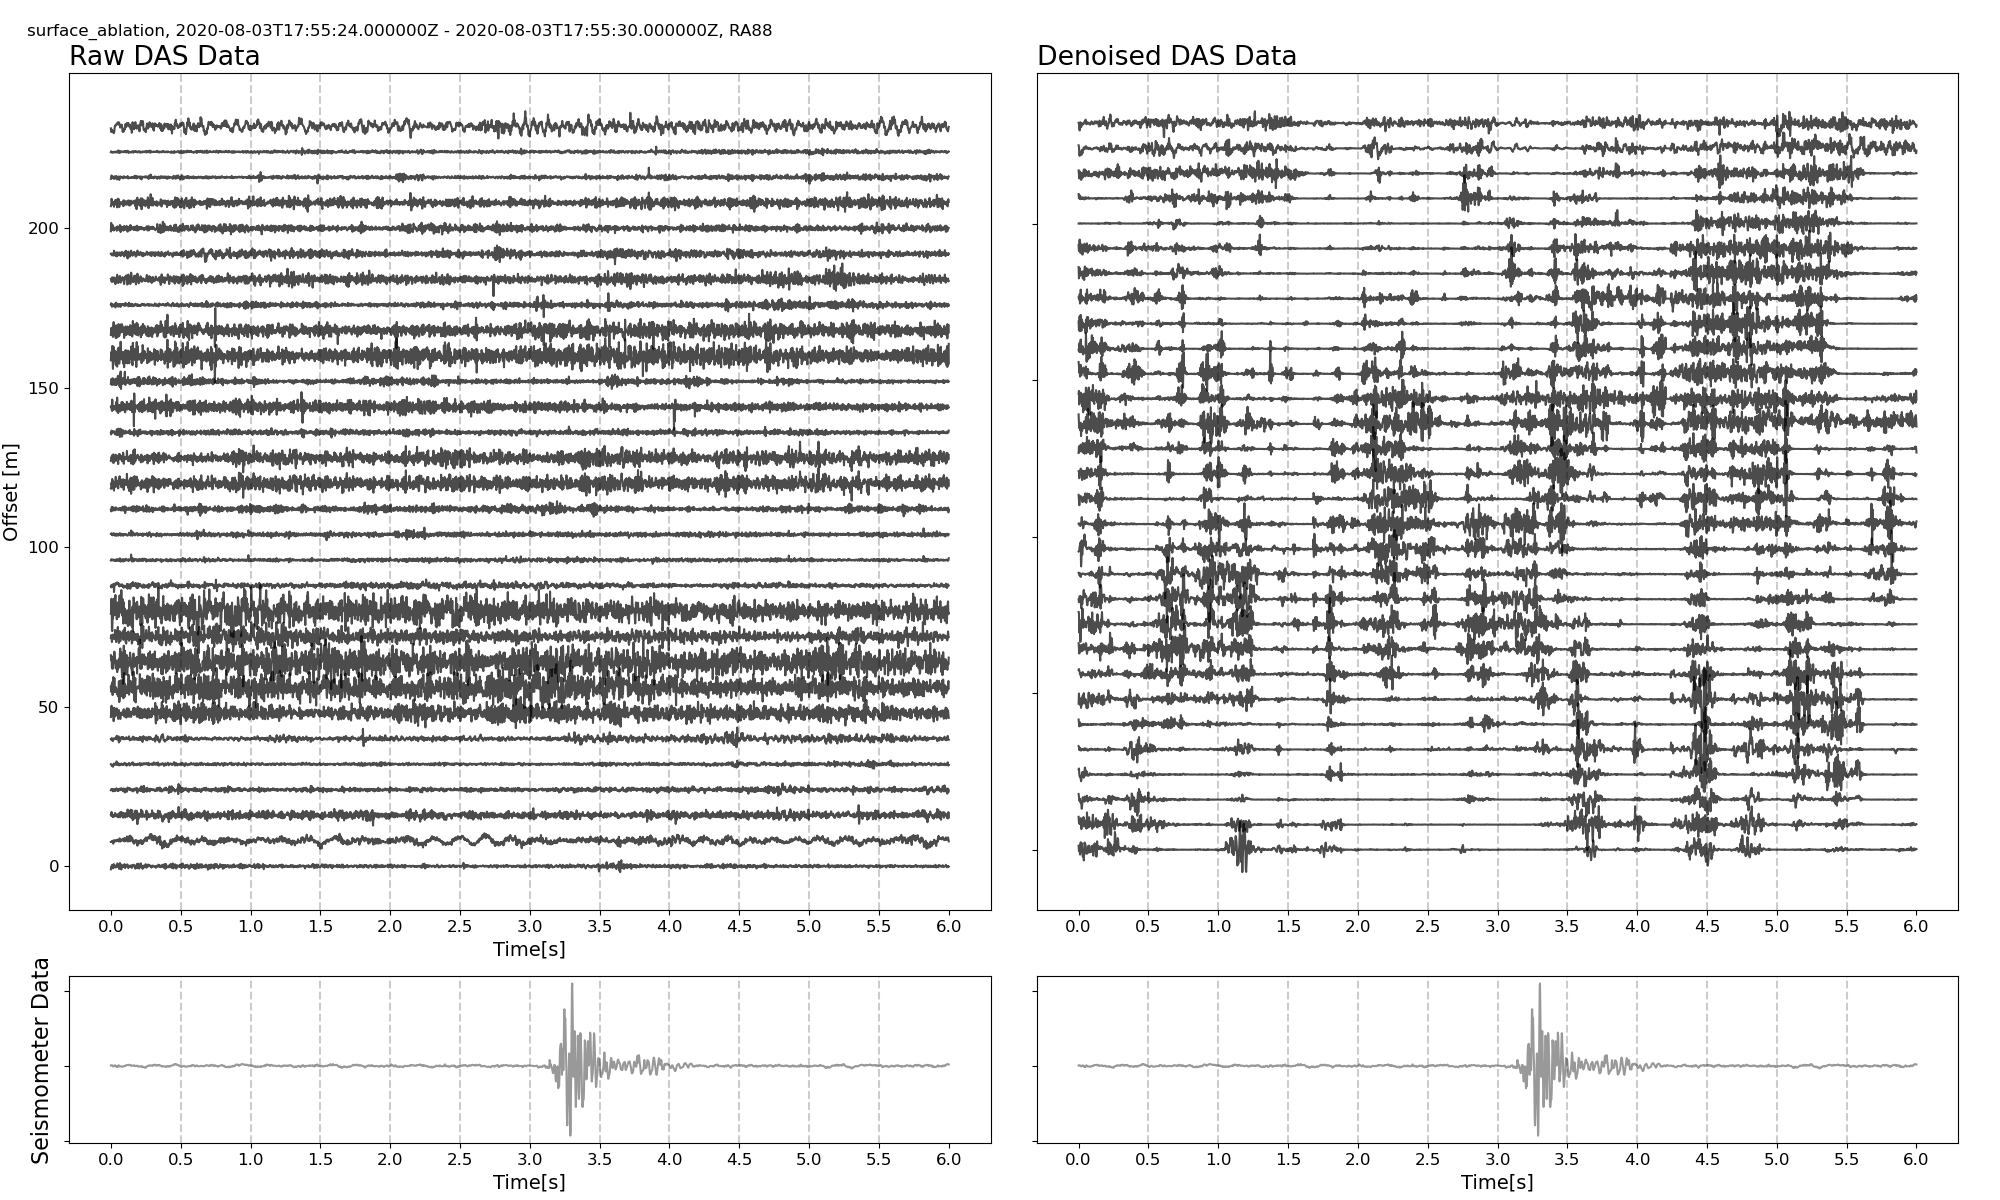 surface_ablation, 2020-08-03T17:55:24.000000Z - 2020-08-03T17:55:30.000000Z, RA88
Raw DAS Data
Denoised DAS Data
Offset [m]
200
150
100
50
0
0.0 0.5 1.0 1.5 2.0 2.5 3.0 3.5 4.0 4.5 5.0 5.5 6.0
Time[s]
0.0 0.5 1.0 1.5 2.0 2.5 3.0 3.5 4.0 4.5 5.0 5.5 6.0
Seismometer Data
0.0 0.5 1.0 1.5 2.0 2.5 3.0 3.5 4.0 4.5 5.0 5.5 6.0
Time[s]
0.0 0.5 1.0 1.5 2.0 2.5 3.0 3.5 4.0 4.5 5.0 5.5 6.0
Time[s]